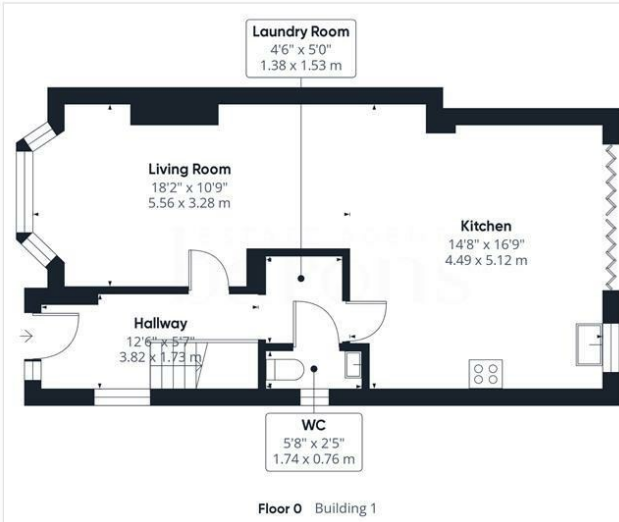 Laundry Room
4'6" x 5'0"
1.38 x 1.53 m
Living Room
18'2" x 10'9"
5.56 x 3.28 m
Kitchen
14'8" x 16'9"
4.49 x 5.12 m
Hallway
12'6" x 5'7"
3.82 x 1.73 m
WC
5'8" x 2'5"
1.74 x 0.76 m
Floor 0 Building 1